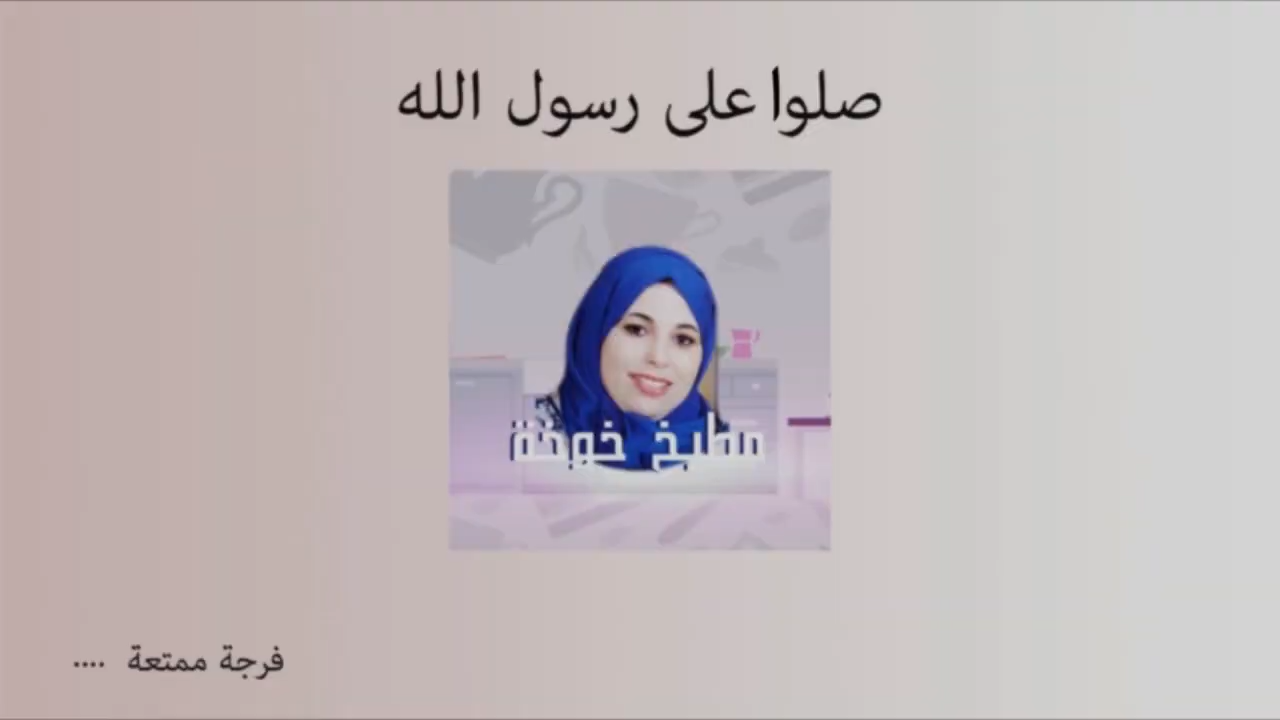 صلوا على رسول الله
مطبخ خوخة
فرجة ممتعة ....